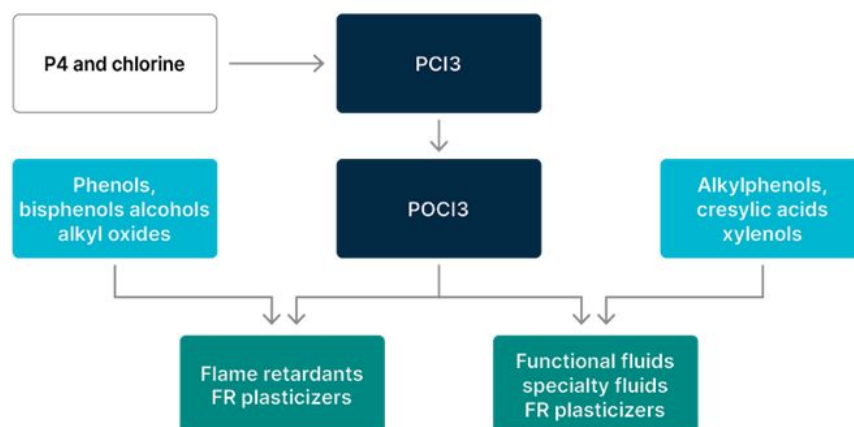 P4 and chlorine
PCl3
Phenols,
bisphenols alcohols
alkyl oxides
POCl3
Alkylphenols,
cresylic acids
xylenols
Flame retardants
FR plasticizers
Functional fluids
specialty fluids
FR plasticizers